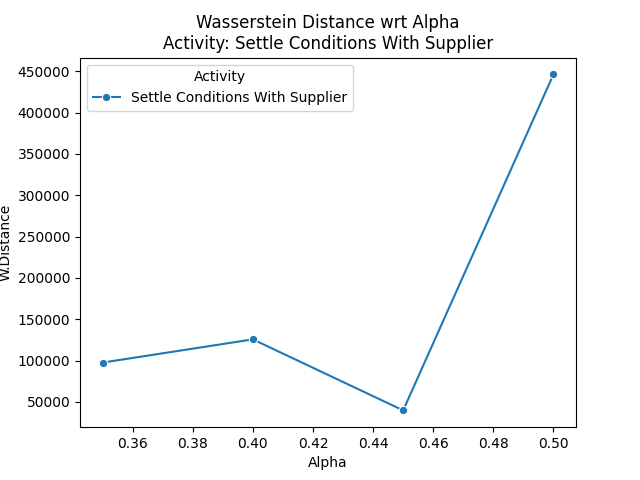 Wasserstein Distance wrt Alpha
Activity: Settle Conditions With Supplier
Activity
Settle Conditions With Supplier
W.Distance
450000
400000
350000
300000
250000
200000
150000
100000
50000
0.36 0.38 0.40 0.42 0.44 0.46 0.48 0.50
Alpha